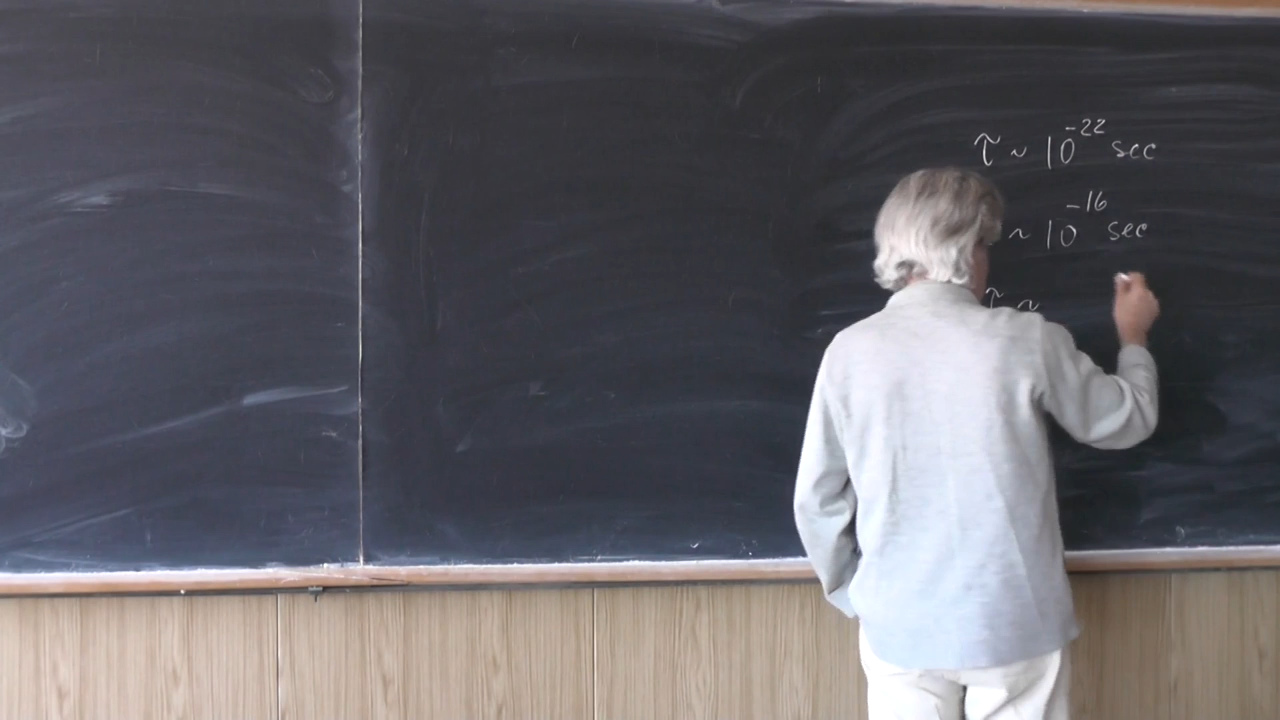 τ ~ 10⁻²² sec
~ 10⁻¹⁶ sec
τ ~